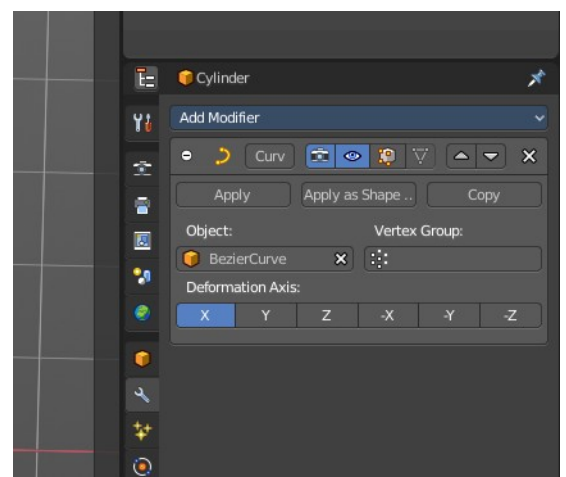 Cylinder
Add Modifier
Curv
Apply
Apply as Shape ..
Copy
Object:
Vertex Group:
BezierCurve
Deformation Axis:
X Y Z -X -Y -Z